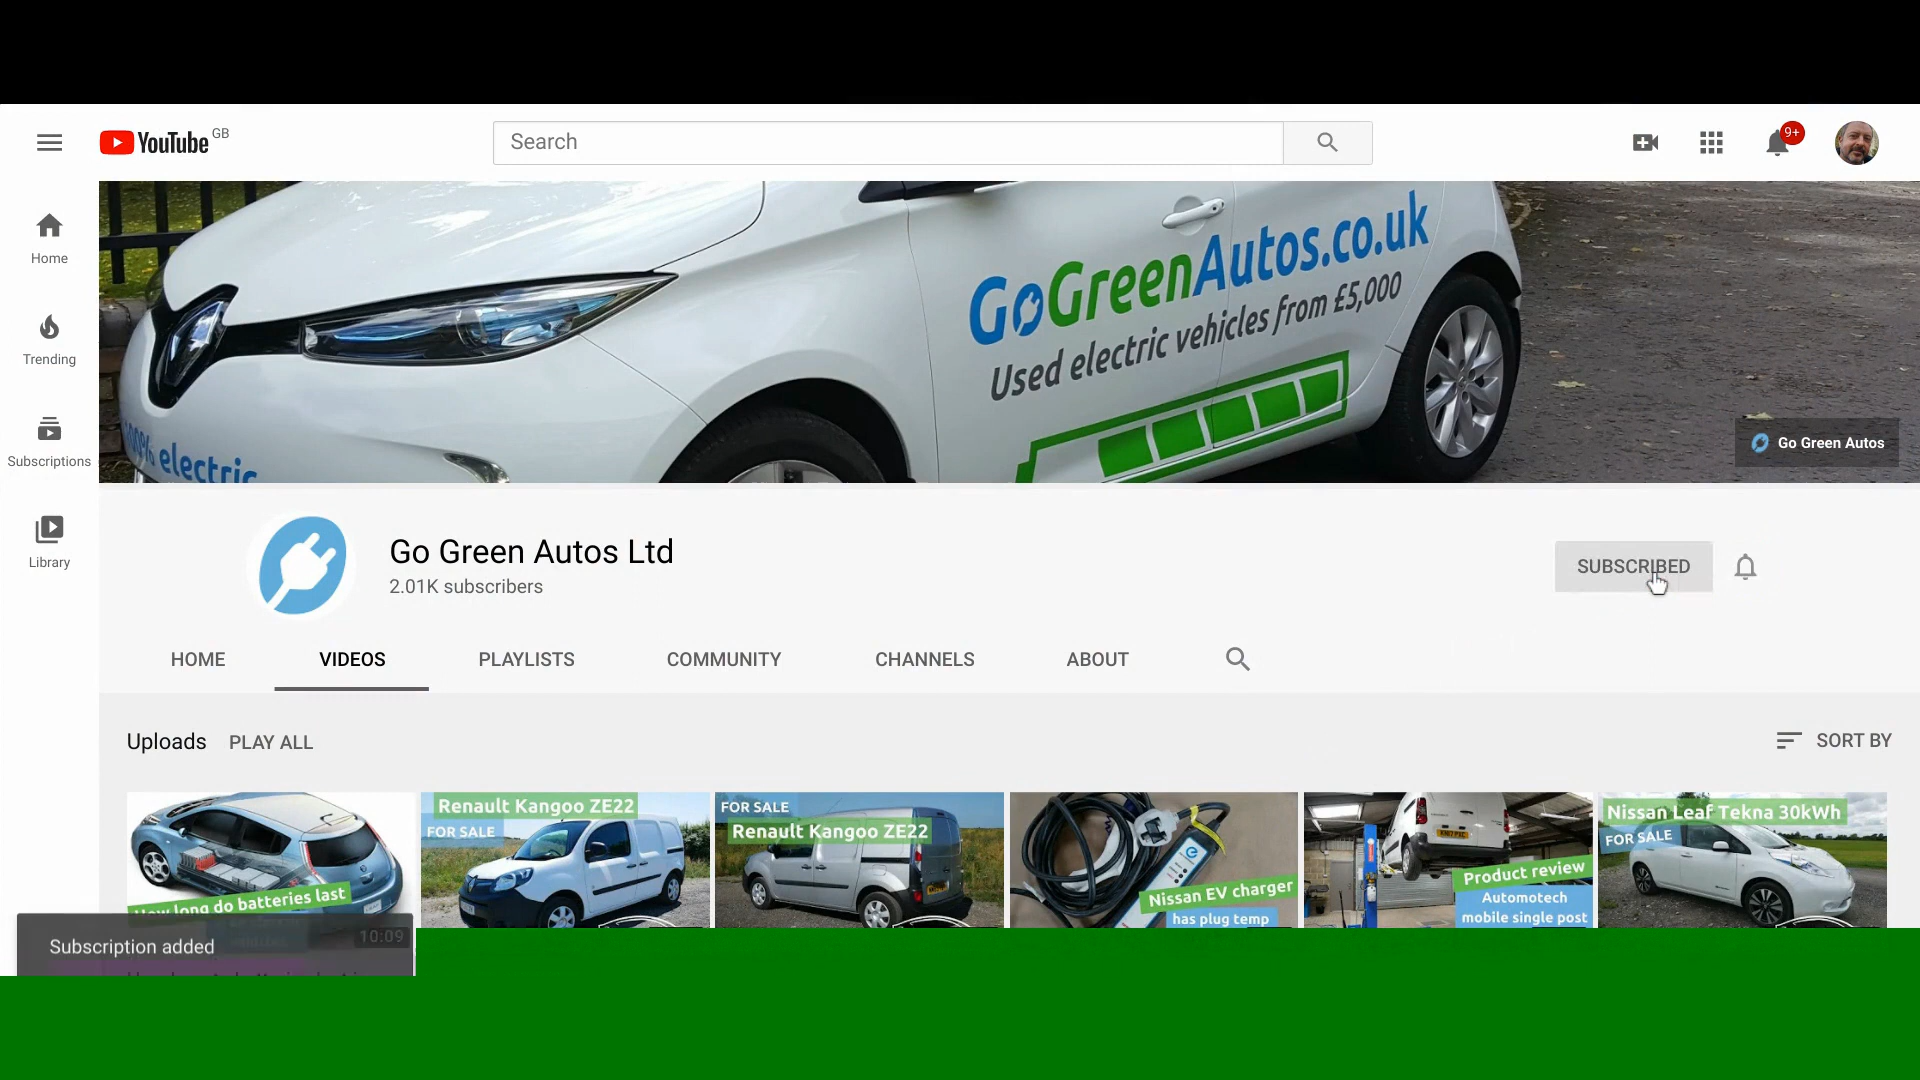 YouTube GB
Search
9+
Home
Trending
Subscriptions
Library
GoGreenAutos.co.uk
Used electric vehicles from £5,000
100% electric
Go Green Autos
Go Green Autos Ltd
2.01K subscribers
SUBSCRIBED
HOME VIDEOS PLAYLISTS COMMUNITY CHANNELS ABOUT
Uploads PLAY ALL
SORT BY
How long do batteries last
10:09
Renault Kangoo ZE22
FOR SALE
FOR SALE
Renault Kangoo ZE22
Nissan EV charger
has plug temp
Product review
Automotech
mobile single post
Nissan Leaf Tekna 30kWh
FOR SALE
Subscription added